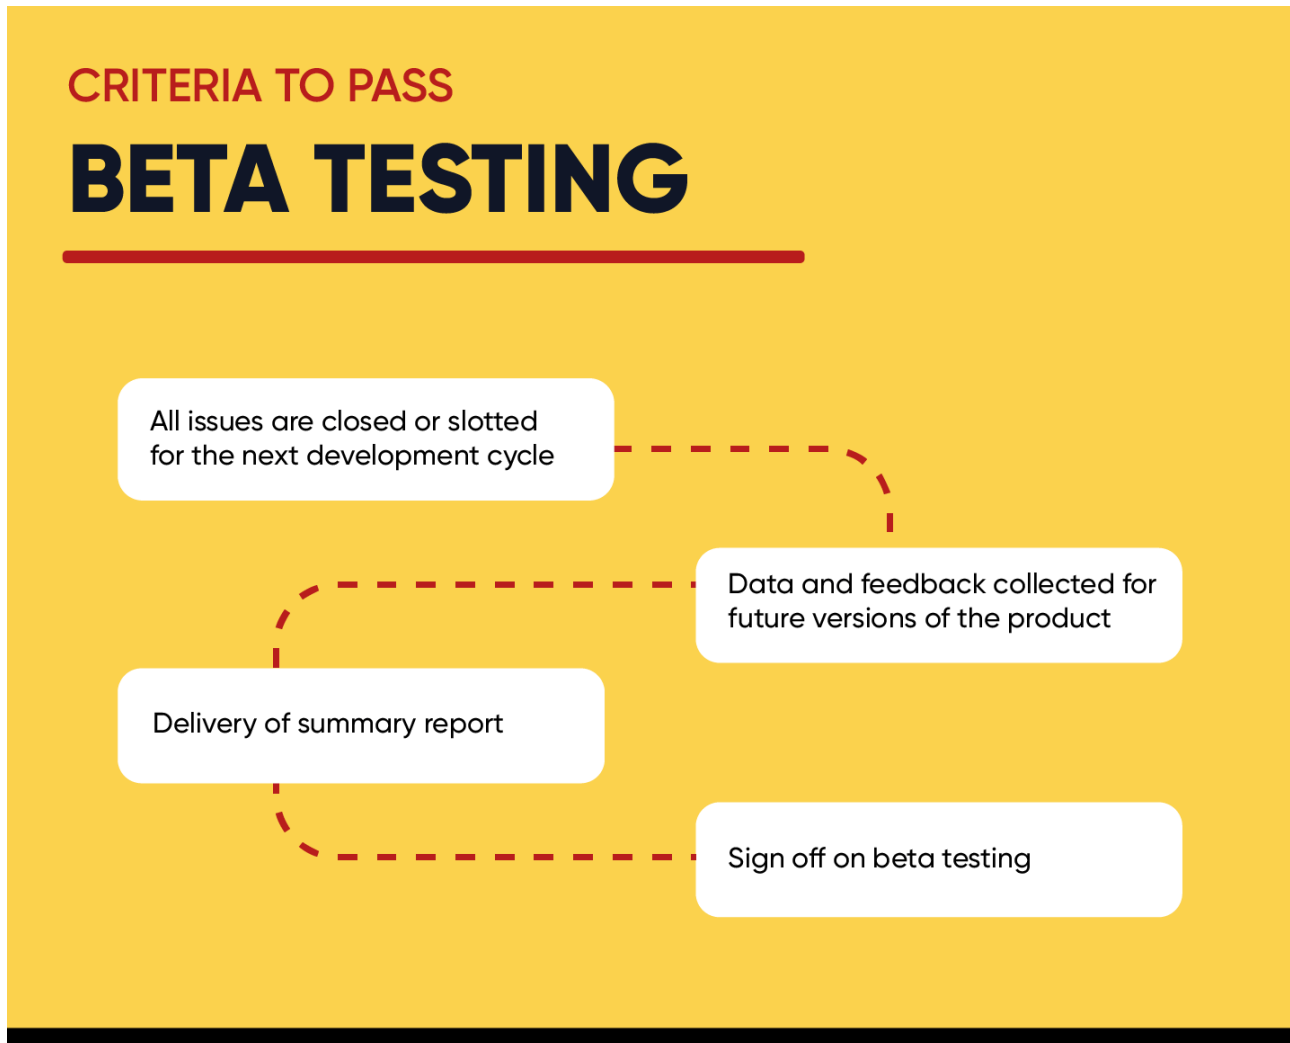 CRITERIA TO PASS
BETA TESTING
All issues are closed or slotted
for the next development cycle
Data and feedback collected for
future versions of the product
Delivery of summary report
Sign off on beta testing